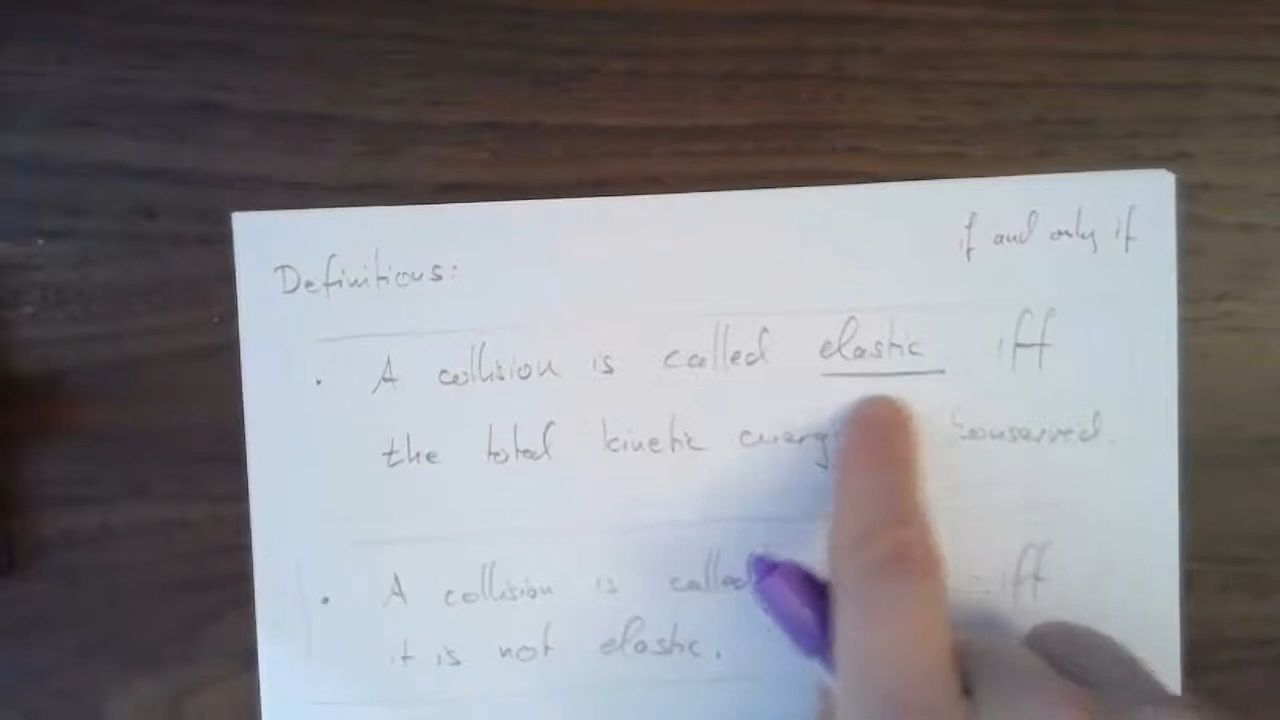 if and only if
Definitions:
• A collision is called elastic iff
the total kinetic energy conserved.
• A collision is called iff
it is not elastic.